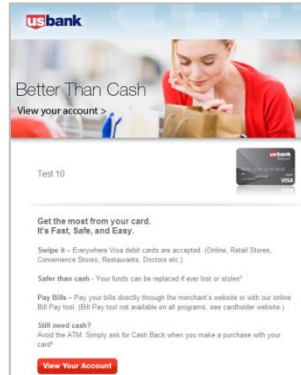 usbank
Better Than Cash
View your account >
Test 10
usbank
VISA
Get the most from your card.
It's Fast, Safe, and Easy.
Swipe it – Everywhere Visa debit cards are accepted. (Online, Retail Stores,
Convenience Stores, Restaurants, Doctors etc.)
Safer than cash - Your funds can be replaced if ever lost or stolen¹
Pay Bills – Pay your bills directly through the merchant's website or with our online
Bill Pay tool. (Bill Pay tool not available on all programs, see cardholder website.)
Still need cash?
Avoid the ATM. Simply ask for Cash Back when you make a purchase with your
card²
View Your Account